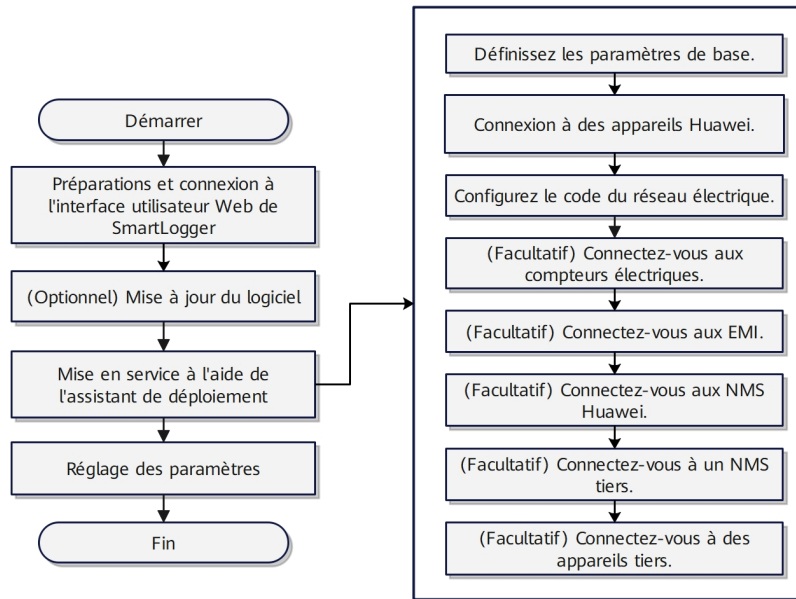 Démarrer
Préparations et connexion à
l'interface utilisateur Web de
SmartLogger
(Optionnel) Mise à jour du logiciel
Mise en service à l'aide de
l'assistant de déploiement
Réglage des paramètres
Fin
Définissez les paramètres de base.
Connexion à des appareils Huawei.
Configurez le code du réseau électrique.
(Facultatif) Connectez-vous aux
compteurs électriques.
(Facultatif) Connectez-vous aux EMI.
(Facultatif) Connectez-vous aux NMS
Huawei.
(Facultatif) Connectez-vous à un NMS
tiers.
(Facultatif) Connectez-vous à des
appareils tiers.